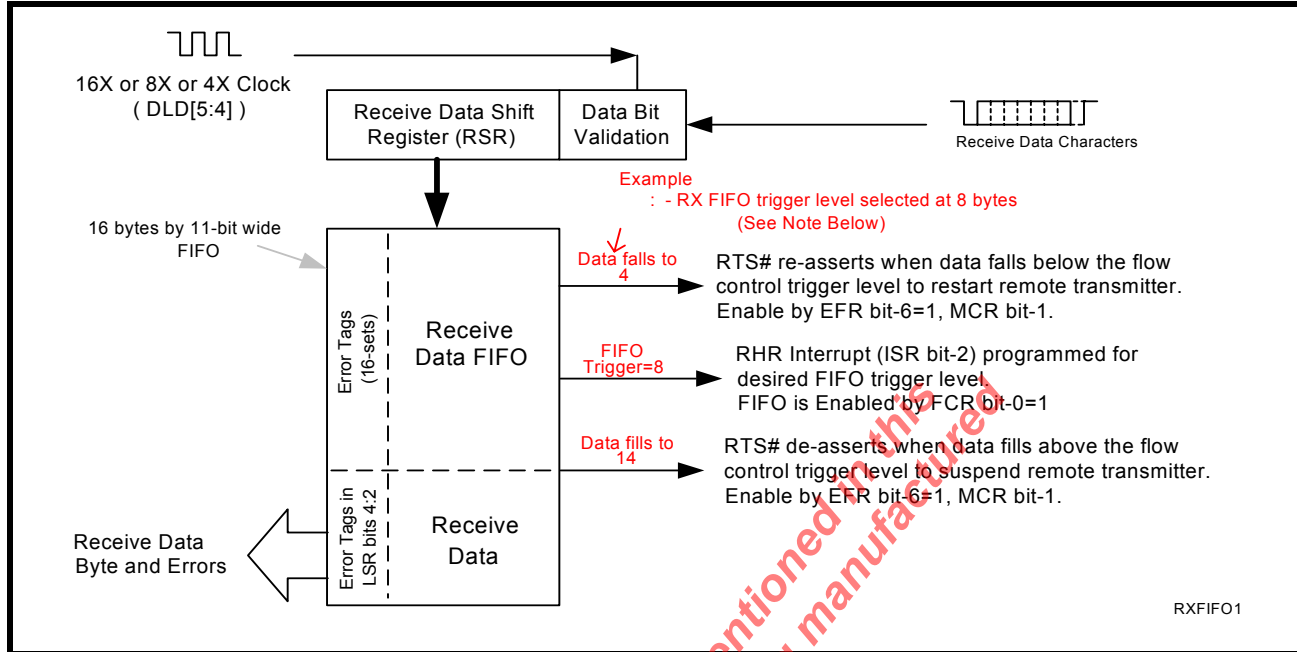 16X or 8X or 4X Clock
( DLD[5:4] )
Receive Data Shift
Register (RSR)
Data Bit
Validation
Receive Data Characters
Example
: - RX FIFO trigger level selected at 8 bytes
(See Note Below)
16 bytes by 11-bit wide
FIFO
Data falls to
4
RTS# re-asserts when data falls below the flow
control trigger level to restart remote transmitter.
Enable by EFR bit-6=1, MCR bit-1.
Error Tags
(16-sets)
Receive
Data FIFO
FIFO
Trigger=8
RHR Interrupt (ISR bit-2) programmed for
desired FIFO trigger level.
FIFO is Enabled by FCR bit-0=1
Data fills to
14
RTS# de-asserts when data fills above the flow
control trigger level to suspend remote transmitter.
Enable by EFR bit-6=1, MCR bit-1.
Error Tags in
LSR bits 4:2
Receive
Data
Receive Data
Byte and Errors
RXFIFO1
mentioned in this
manufactured